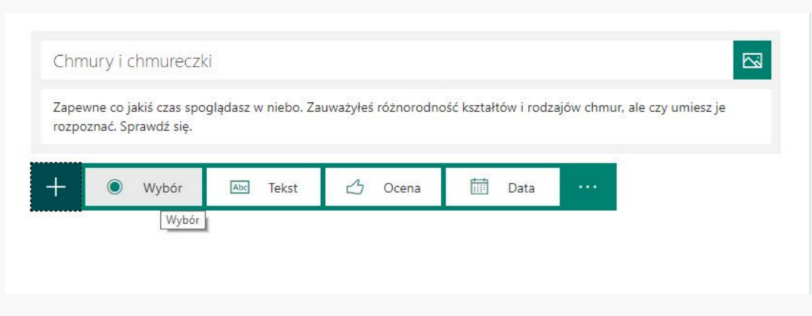 Chmury i chmureczki
Zapewne co jakiś czas spoglądasz w niebo. Zauważyłeś różnorodność kształtów i rodzajów chmur, ale czy umiesz je
rozpoznać. Sprawdź się.
Wybór Abc Tekst Ocena Data
Wybór